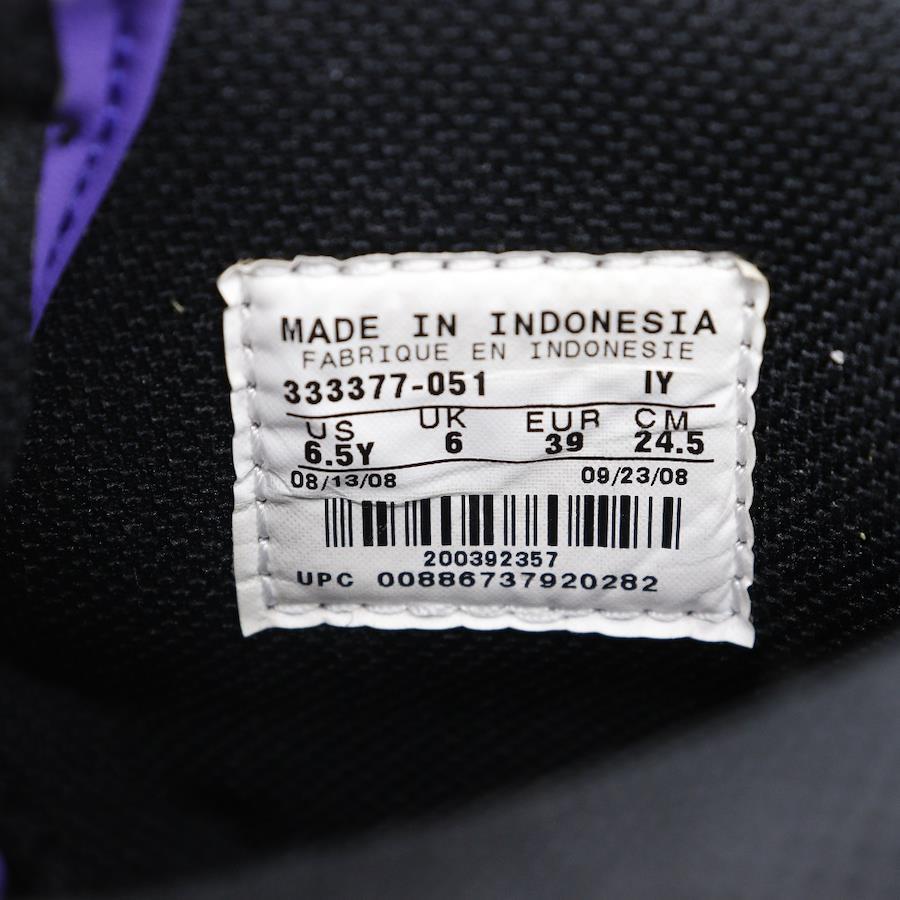 MADE IN INDONESIA
FABRIQUE EN INDONESIE
333377-051 IY
US UK EUR CM
6.5Y 6 39 24.5
08/13/08 09/23/08
200392357
UPC 00886737920282